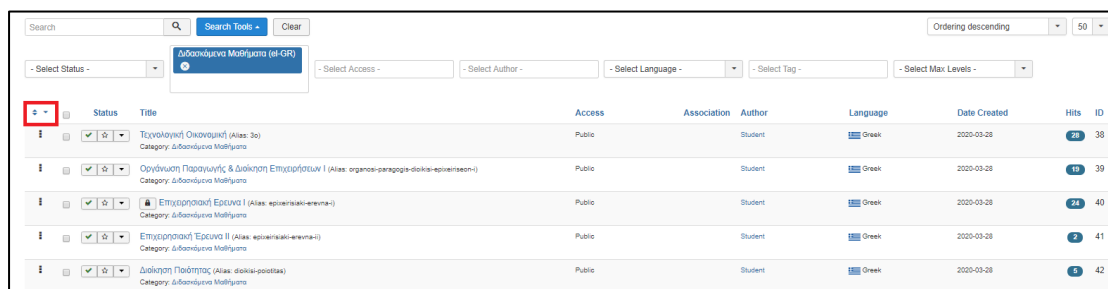 Search Search Tools Clear Ordering descending 50
Διδασκόμενα Μαθήματα (el-GR)
- Select Status - - Select Access - - Select Author - - Select Language - - Select Tag - - Select Max Levels -
Status Title Access Association Author Language Date Created Hits ID
Τεχνολογική Οικονομική (Alias: 3o) Public Student Greek 2020-03-28 28 38
Category: Διδασκόμενα Μαθήματα
Οργάνωση Παραγωγής & Διοίκηση Επιχειρήσεων Ι (Alias: organosi-paragogis-dioikisi-epixeiriseon-i) Public Student Greek 2020-03-28 19 39
Category: Διδασκόμενα Μαθήματα
Επιχειρησιακή Ερευνα Ι (Alias: epixeirisiaki-erevna-i) Public Student Greek 2020-03-28 24 40
Category: Διδασκόμενα Μαθήματα
Επιχειρησιακή Έρευνα ΙΙ (Alias: epixeirisiaki-erevna-ii) Public Student Greek 2020-03-28 2 41
Category: Διδασκόμενα Μαθήματα
Διοίκηση Ποιότητας (Alias: dioikisi-poiotitas) Public Student Greek 2020-03-28 5 42
Category: Διδασκόμενα Μαθήματα